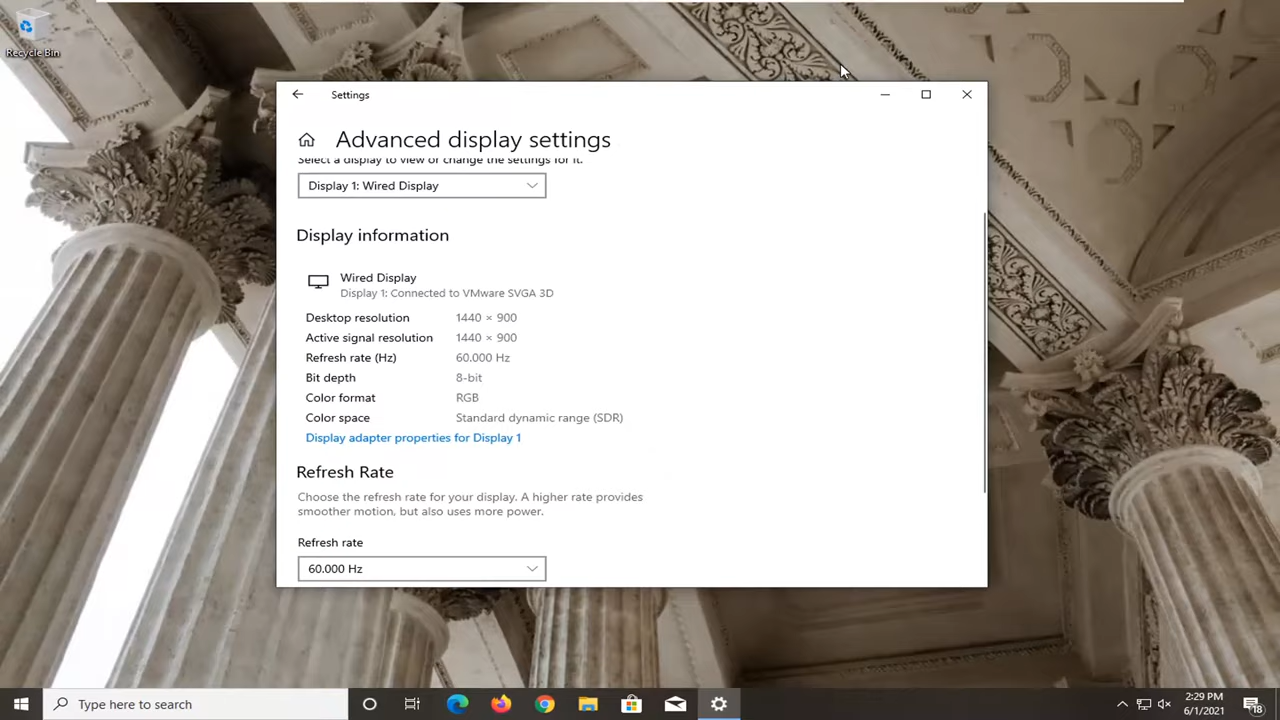 Recycle Bin
Settings
Advanced display settings
Select a display to view or change the settings for it.
Display 1: Wired Display
Display information
Wired Display
Display 1: Connected to VMware SVGA 3D
Desktop resolution 1440 × 900
Active signal resolution 1440 × 900
Refresh rate (Hz) 60.000 Hz
Bit depth 8-bit
Color format RGB
Color space Standard dynamic range (SDR)
Display adapter properties for Display 1
Refresh Rate
Choose the refresh rate for your display. A higher rate provides
smoother motion, but also uses more power.
Refresh rate
60.000 Hz
Type here to search
2:29 PM
6/1/2021
18